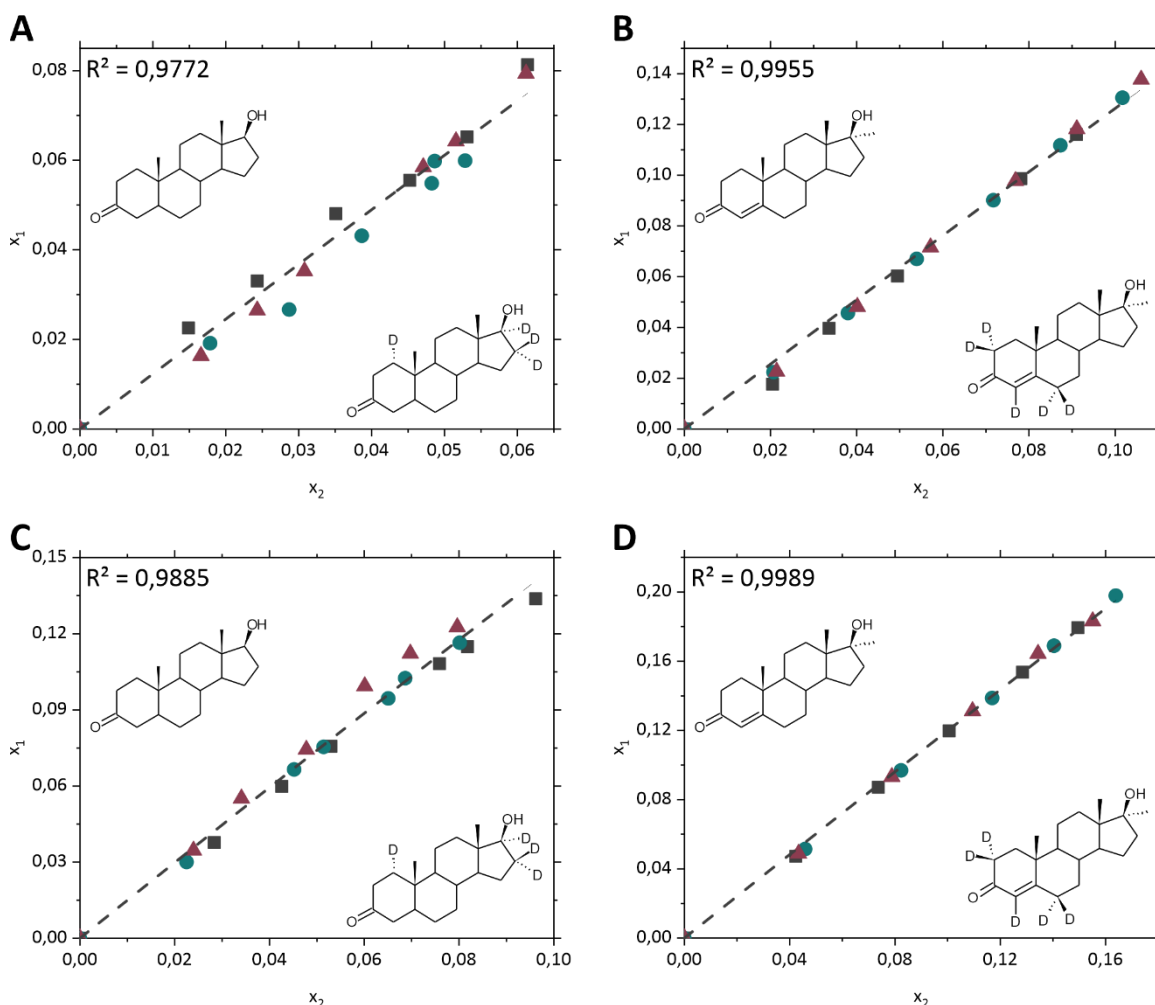 A
R² = 0,9772
OH
O
OH
D
D
D
D
O
0,08
0,06
0,04
0,02
0,00
x₁
0,00 0,01 0,02 0,03 0,04 0,05 0,06
x₂
B
R² = 0,9955
OH
O
OH
D
D
O
D
D D
0,14
0,12
0,10
0,08
0,06
0,04
0,02
0,00
x₁
0,00 0,02 0,04 0,06 0,08 0,10
x₂
C
R² = 0,9885
OH
O
OH
D
D
D
D
O
0,15
0,12
0,09
0,06
0,03
0,00
x₁
0,00 0,02 0,04 0,06 0,08 0,10
x₂
D
R² = 0,9989
OH
O
OH
D
D
O
D
D D
0,20
0,16
0,12
0,08
0,04
0,00
x₁
0,00 0,04 0,08 0,12 0,16
x₂